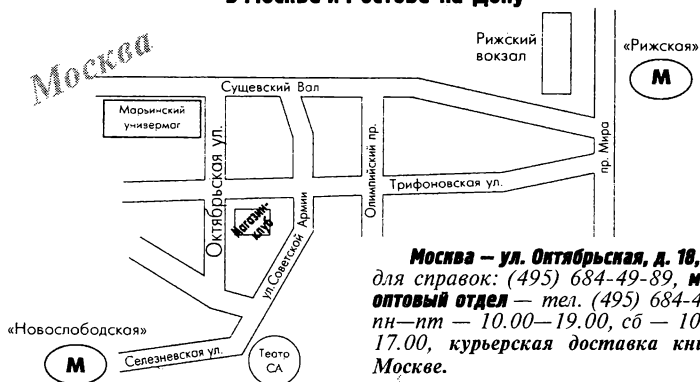 в Москве и Ростове-на-Дону
Москва
Рижский
вокзал
«Рижская»
М
Сущевский Вал
Марьинский
универмаг
Октябрьская ул.
Олимпийский пр.
пр. Мира
Трифоновская ул.
Магазин-
клуб
ул.Советской Армии
«Новослободская»
М
Селезневская ул.
Театр
СА
Москва – ул. Октябрьская, д. 18,
для справок: (495) 684-49-89, м
оптовый отдел — тел. (495) 684-4
пн—пт — 10.00—19.00, сб — 10
17.00, курьерская доставка кни
Москве.